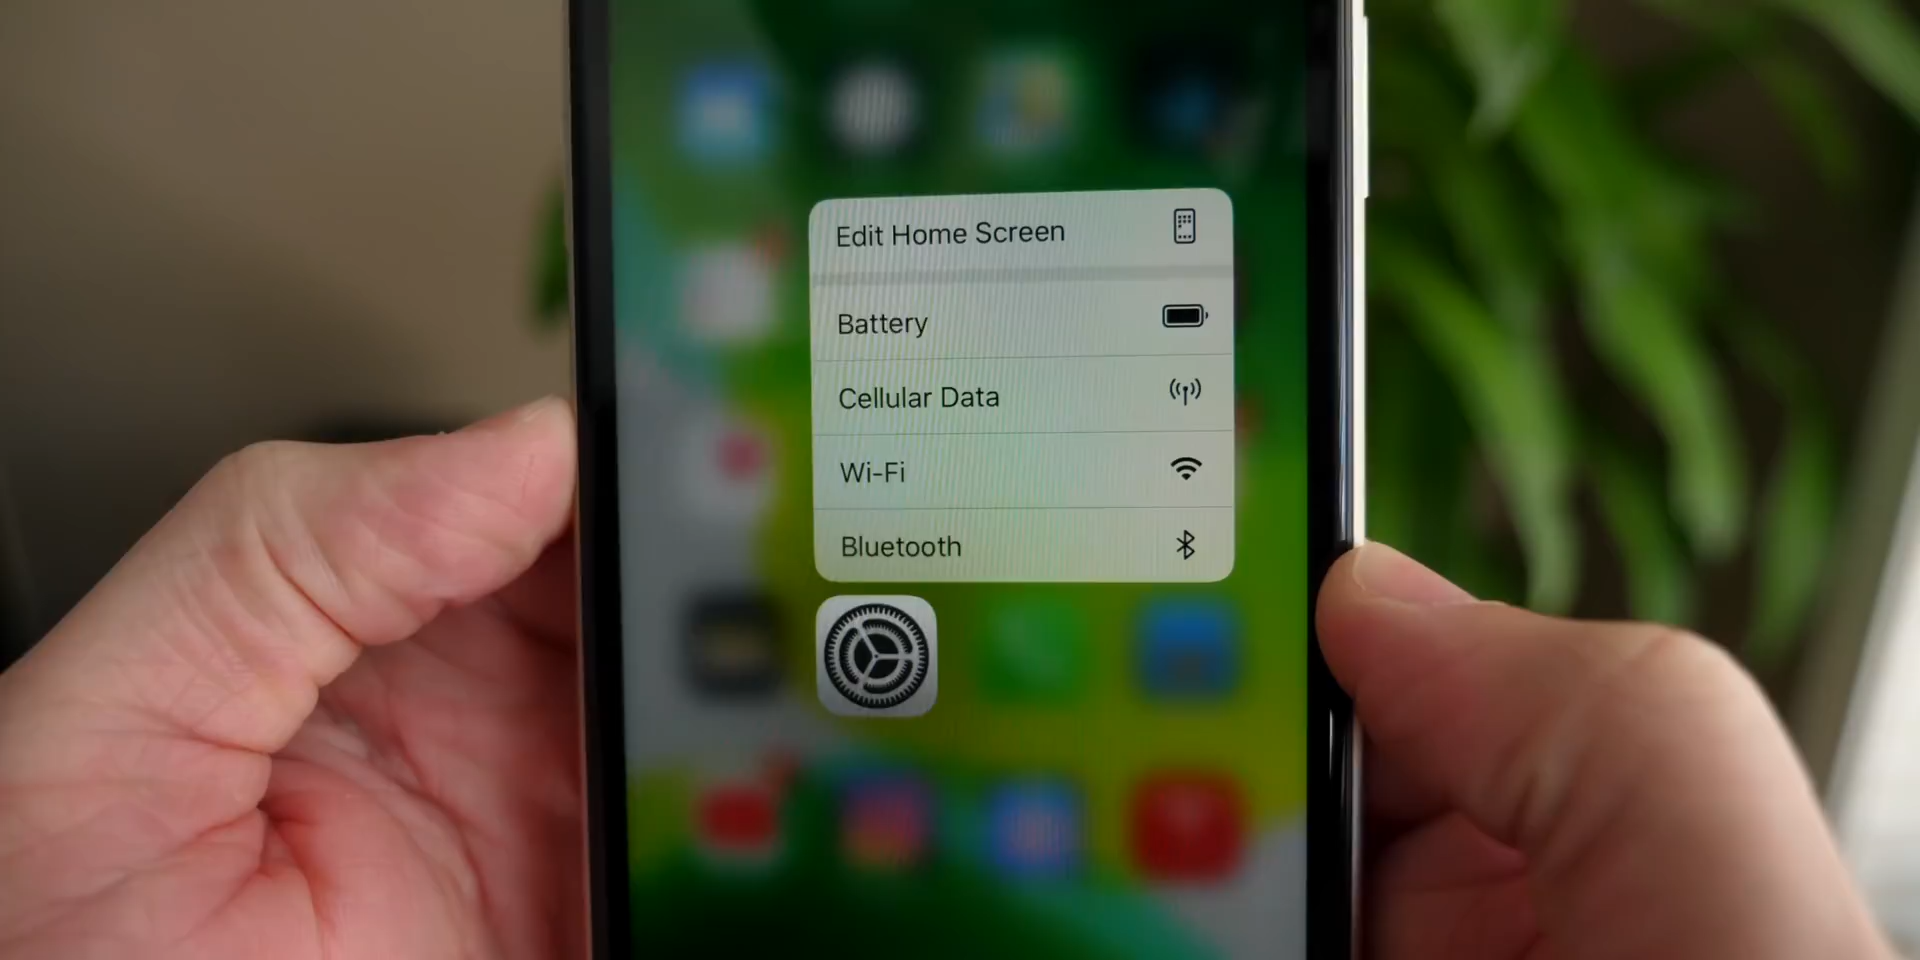 Edit Home Screen
Battery
Cellular Data
Wi-Fi
Bluetooth